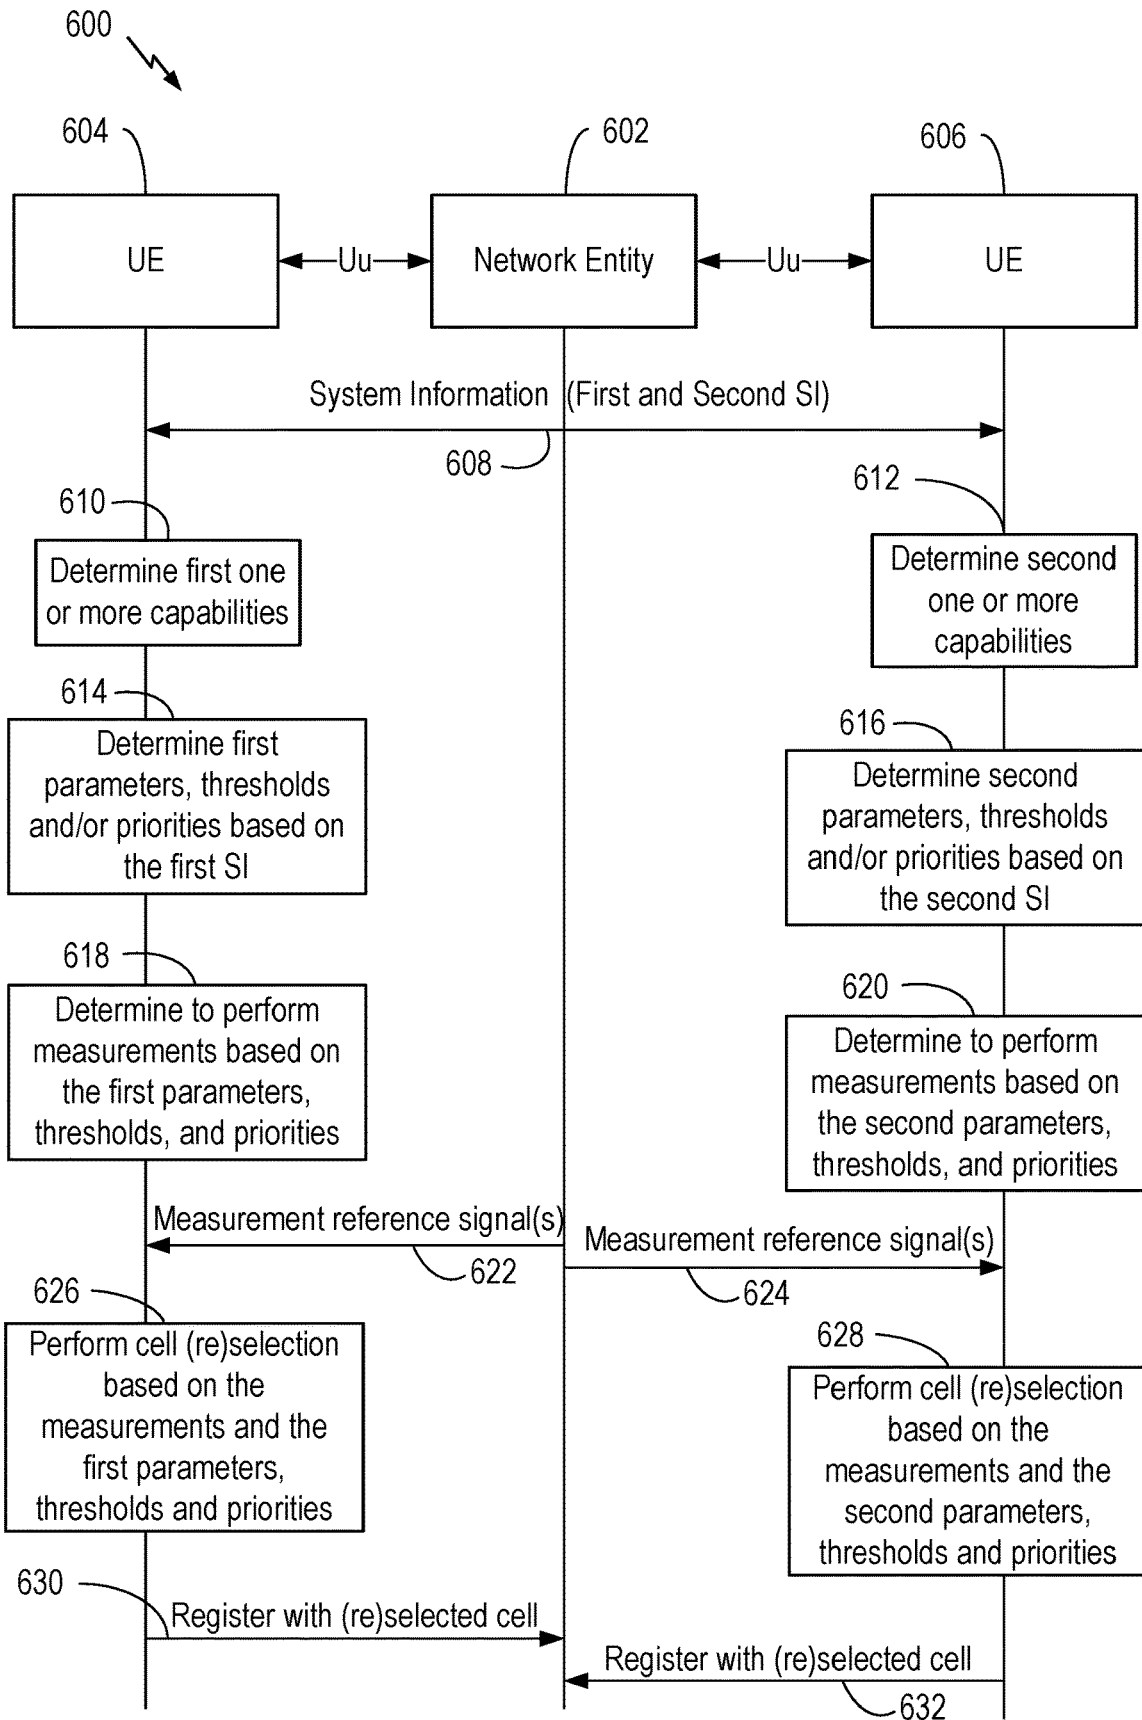 600
604
602
606
UE
Uu
Network Entity
Uu
UE
System Information (First and Second SI)
608
610
612
Determine first one
or more capabilities
Determine second
one or more
capabilities
614
616
Determine first
parameters, thresholds
and/or priorities based on
the first SI
Determine second
parameters, thresholds
and/or priorities based on
the second SI
618
620
Determine to perform
measurements based on
the first parameters,
thresholds, and priorities
Determine to perform
measurements based on
the second parameters,
thresholds, and priorities
Measurement reference signal(s)
622
Measurement reference signal(s)
624
626
628
Perform cell (re)selection
based on the
measurements and the
first parameters,
thresholds and priorities
Perform cell (re)selection
based on the
measurements and the
second parameters,
thresholds and priorities
630
Register with (re)selected cell
Register with (re)selected cell
632